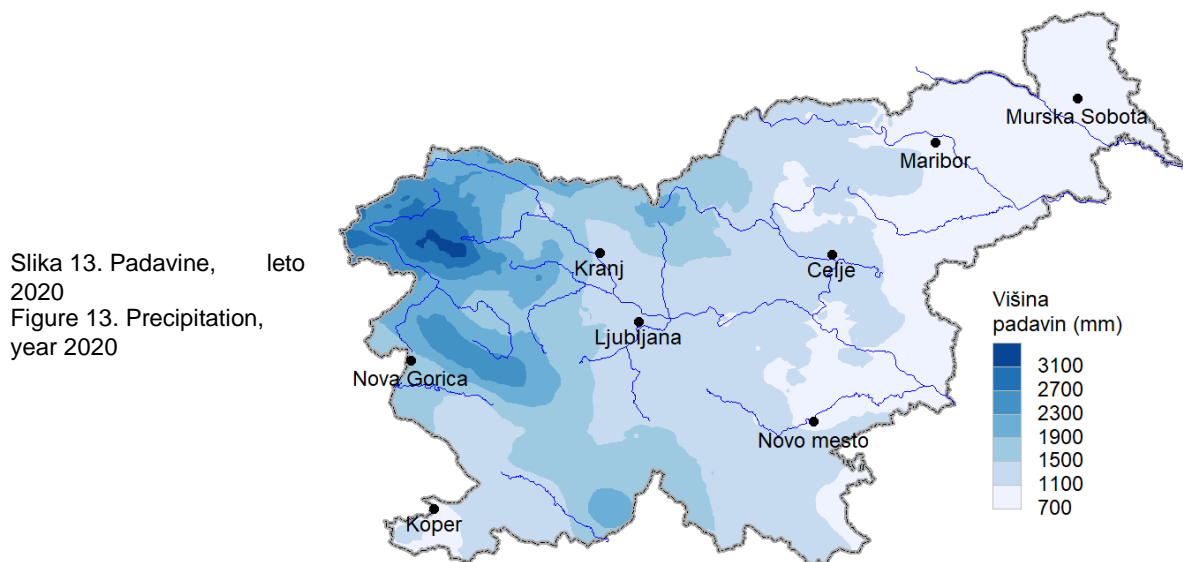 Slika 13. Padavine, leto
2020
Figure 13. Precipitation,
year 2020
Murska Sobota
Maribor
Kranj
Celje
Ljubljana
Nova Gorica
Novo mesto
Koper
Višina
padavin (mm)
3100
2700
2300
1900
1500
1100
700